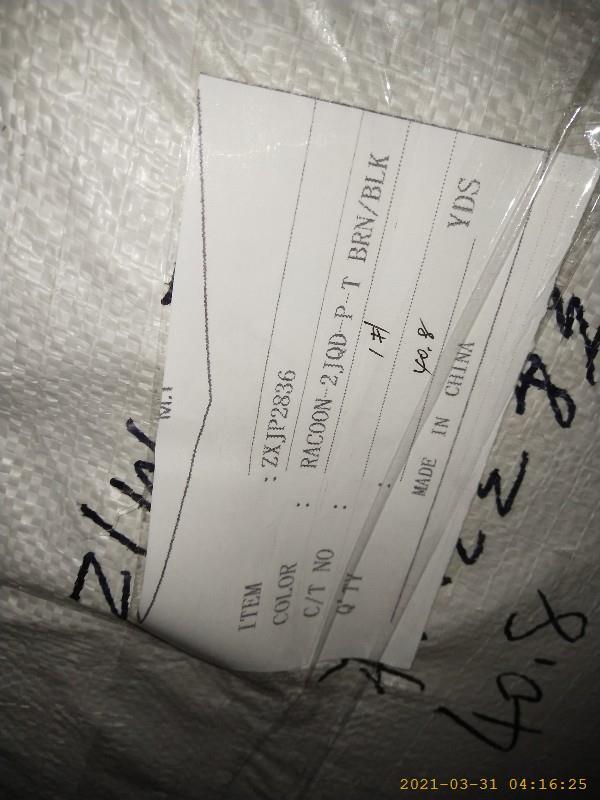 ITEM : ZXJP2836
COLOR : RACOON-2JQD-P-T BRN/BLK
C/T NO : 1#
Q'TY : 40.8 YDS
MADE IN CHINA
40.8
2021-03-31 04:16:25